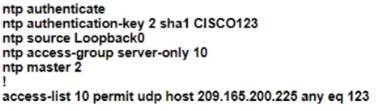 ntp authenticate
ntp authentication-key 2 sha1 CISCO123
ntp source Loopback0
ntp access-group server-only 10
ntp master 2
!
access-list 10 permit udp host 209.165.200.225 any eq 123